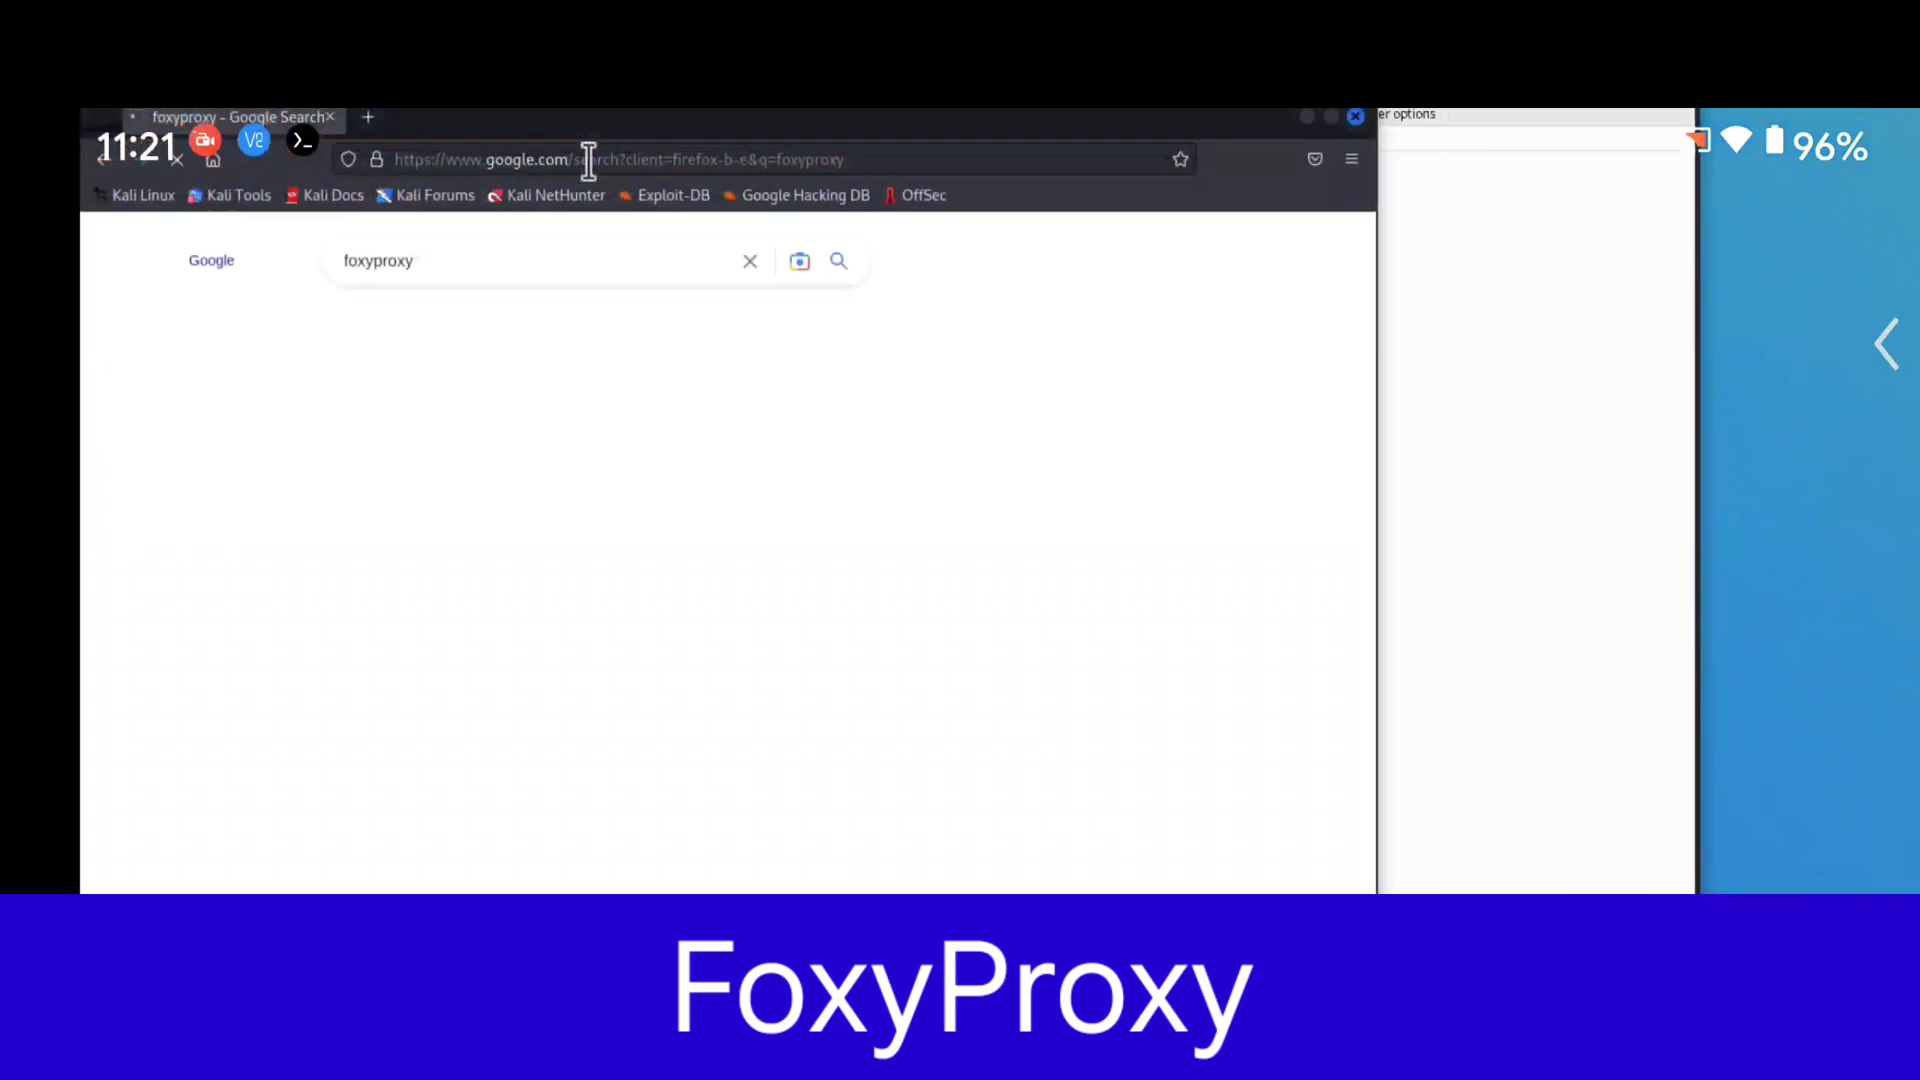 foxyproxy - Google Search
er options
11:21
96%
https://www.google.com/search?client=firefox-b-e&q=foxyproxy
Kali Linux Kali Tools Kali Docs Kali Forums Kali NetHunter Exploit-DB Google Hacking DB OffSec
Google foxyproxy
FoxyProxy